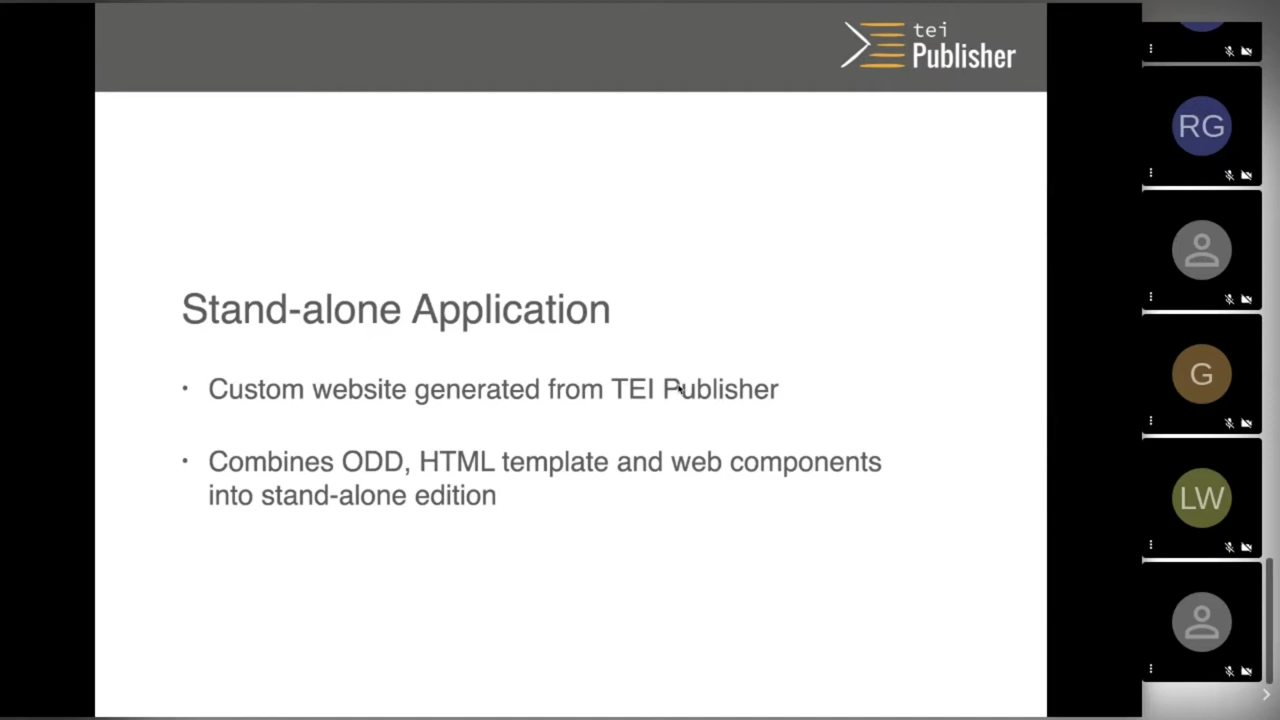 tei
Publisher
Stand-alone Application
• Custom website generated from TEI Publisher
• Combines ODD, HTML template and web components
into stand-alone edition
RG
G
LW